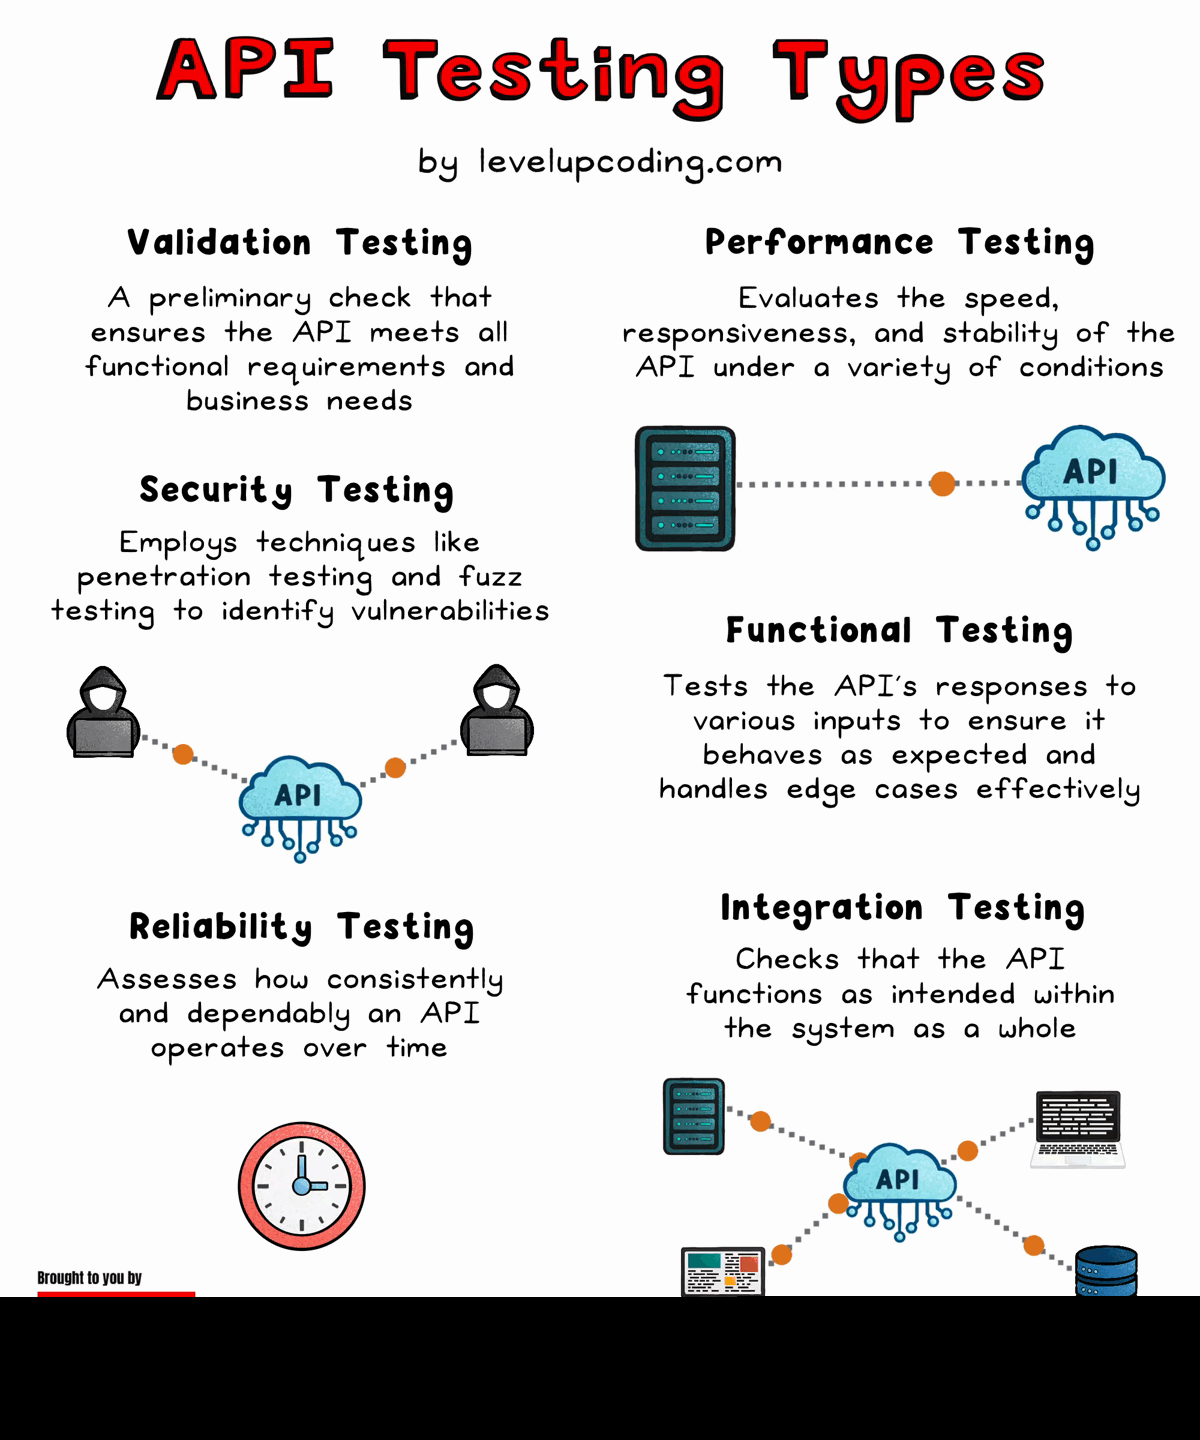 API Testing Types
by levelupcoding.com
Validation Testing
A preliminary check that
ensures the API meets all
functional requirements and
business needs
Security Testing
Employs techniques like
penetration testing and fuzz
testing to identify vulnerabilities
API
Reliability Testing
Assesses how consistently
and dependably an API
operates over time
Performance Testing
Evaluates the speed,
responsiveness, and stability of the
API under a variety of conditions
API
Functional Testing
Tests the API's responses to
various inputs to ensure it
behaves as expected and
handles edge cases effectively
Integration Testing
Checks that the API
functions as intended within
the system as a whole
API
Brought to you by